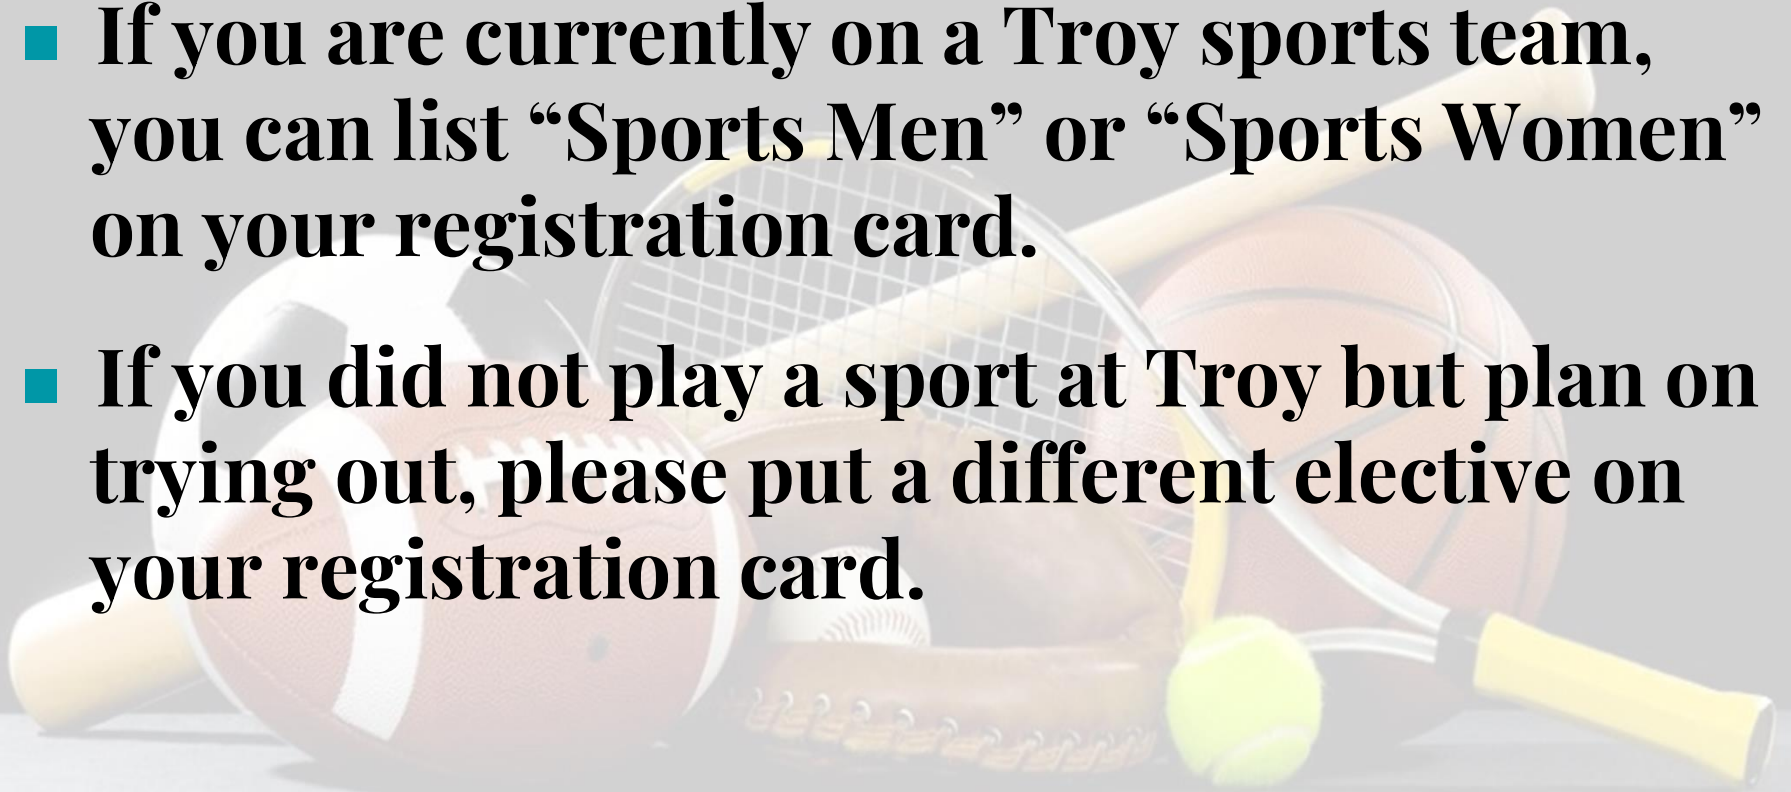 If you are currently on a Troy sports team,
you can list “Sports Men” or “Sports Women”
on your registration card.
If you did not play a sport at Troy but plan on
trying out, please put a different elective on
your registration card.